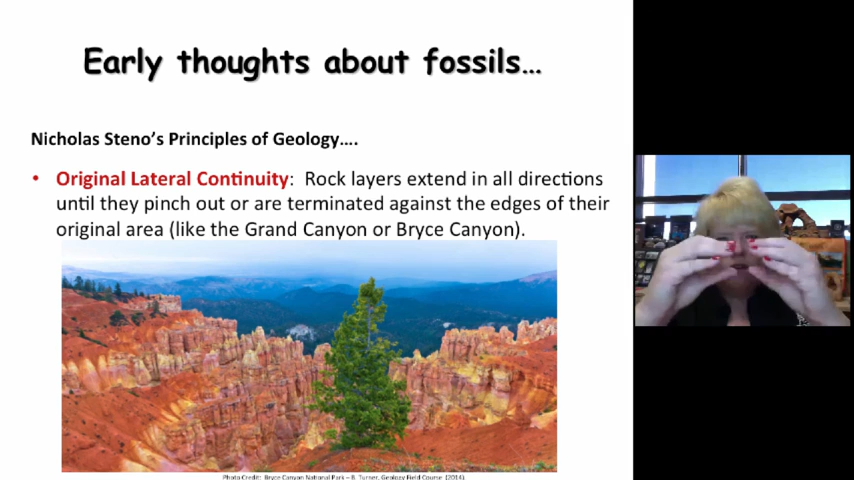 Early thoughts about fossils…
Nicholas Steno's Principles of Geology….
• Original Lateral Continuity: Rock layers extend in all directions
until they pinch out or are terminated against the edges of their
original area (like the Grand Canyon or Bryce Canyon).
Photo Credit: Bryce Canyon National Park – B. Turner, Geology Field Course (2014).